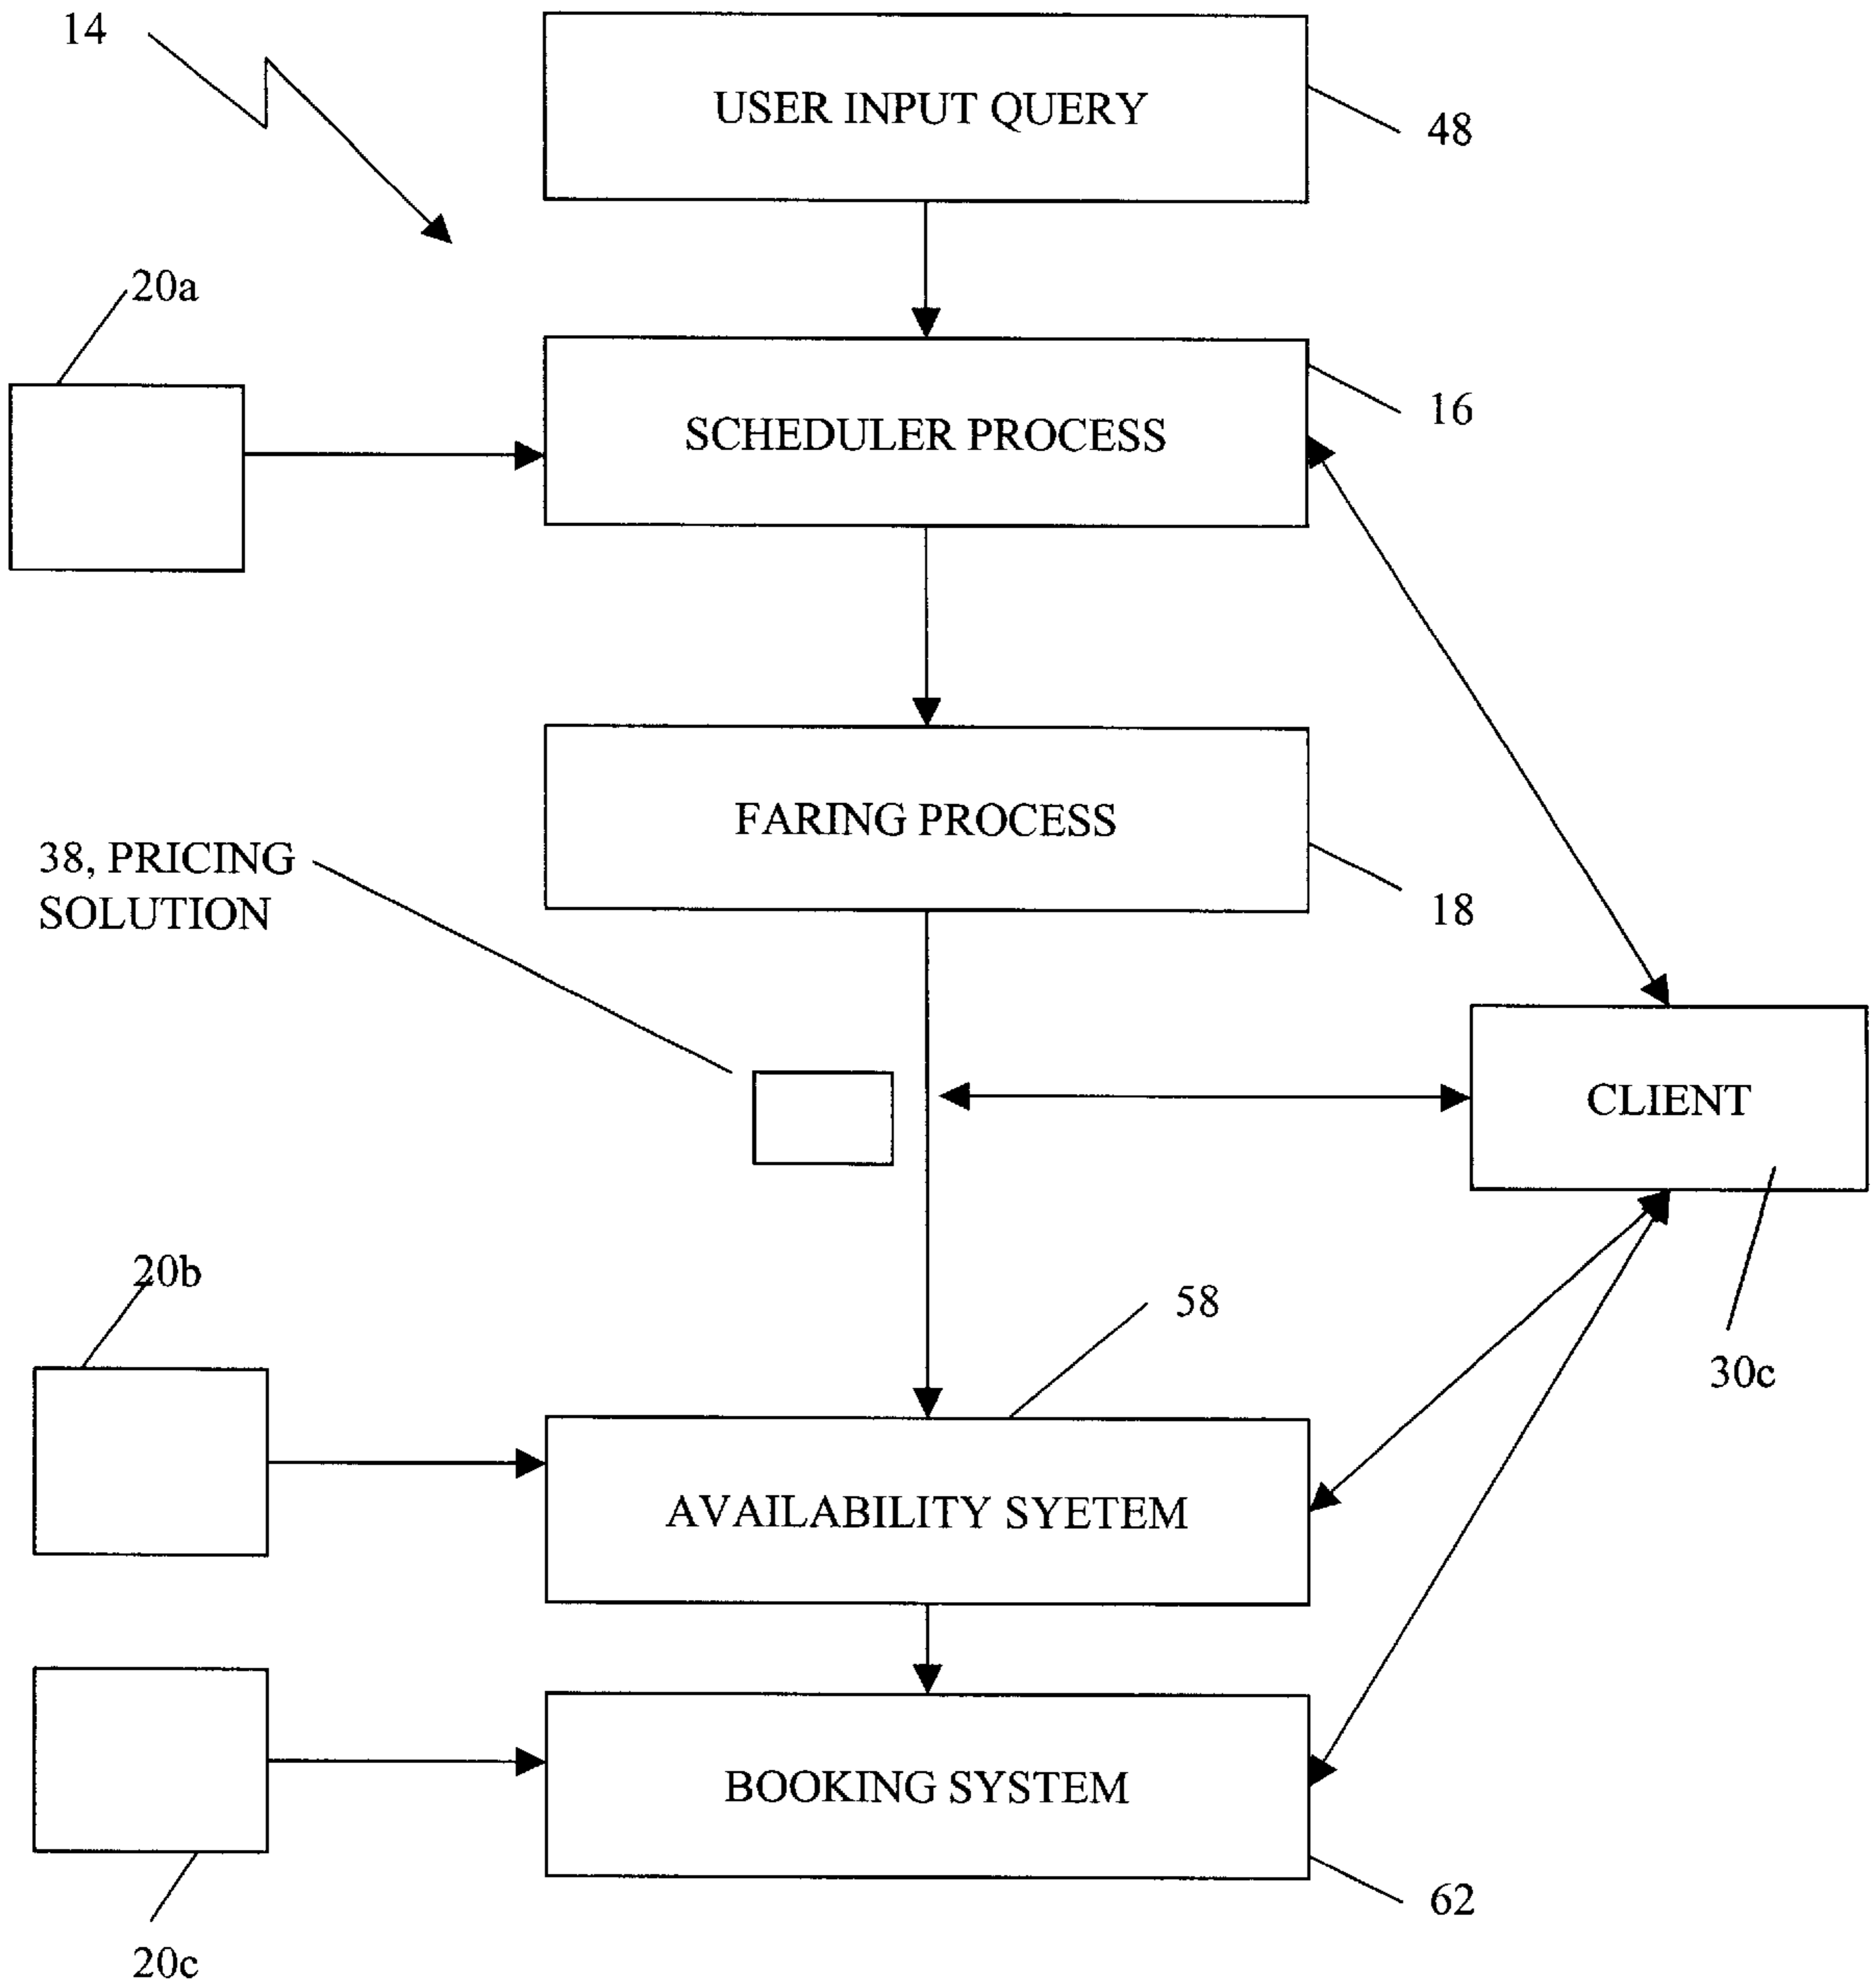 14
USER INPUT QUERY
48
20a
SCHEDULER PROCESS
16
FARING PROCESS
38, PRICING
SOLUTION
18
CLIENT
20b
58
30c
AVAILABILITY SYETEM
BOOKING SYSTEM
62
20c